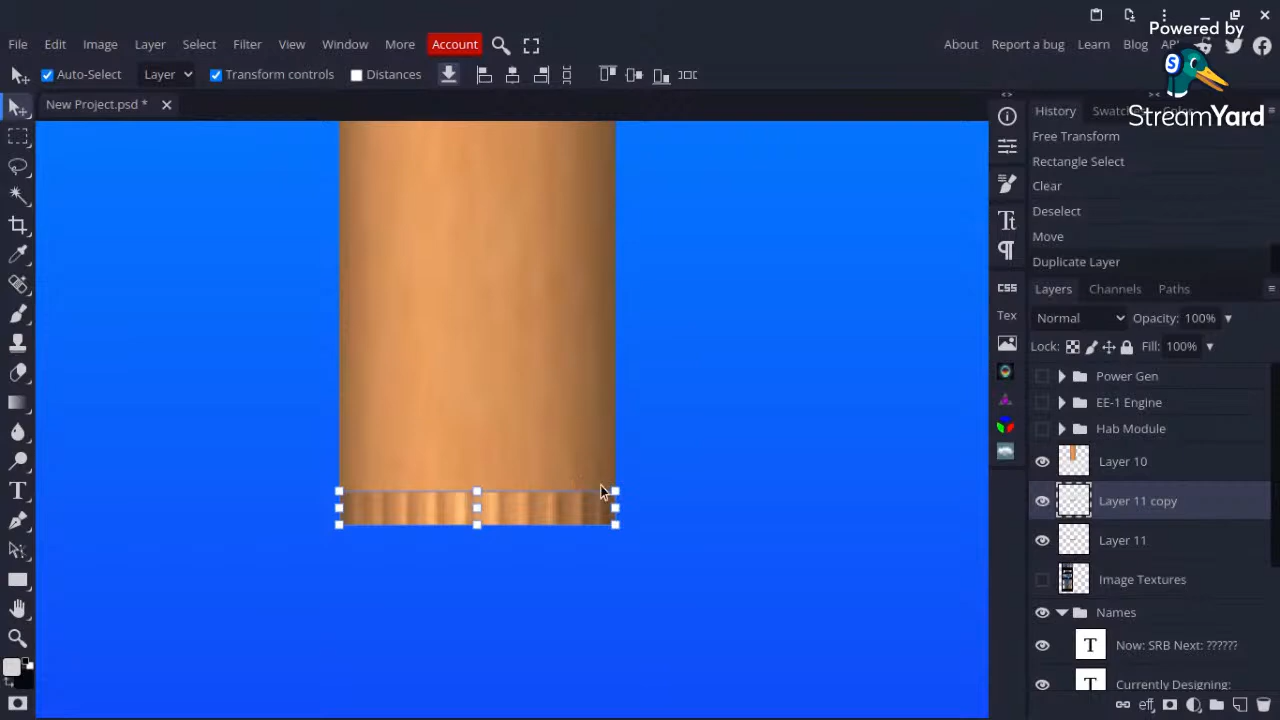 Powered by
StreamYard
File Edit Image Layer Select Filter View Window More Account
About Report a bug Learn Blog
Auto-Select Layer Transform controls Distances
New Project.psd *
History
Free Transform
Rectangle Select
Clear
Deselect
Move
Duplicate Layer
Layers Channels Paths
Normal Opacity: 100%
Lock: Fill: 100%
Power Gen
EE-1 Engine
Hab Module
Layer 10
Layer 11 copy
Layer 11
Image Textures
Names
Now: SRB Next: ??????
Currently Designing:
CSS
Tex
eff